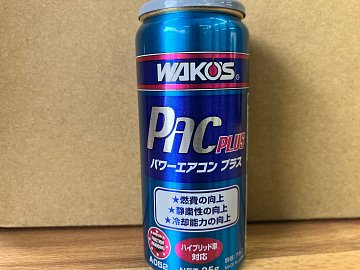 WAKO'S
PAC PLUS
パワーエアコン プラス
★燃費の向上
★静粛性の向上
★冷却能力の向上
ハイブリッド車
対応
A052